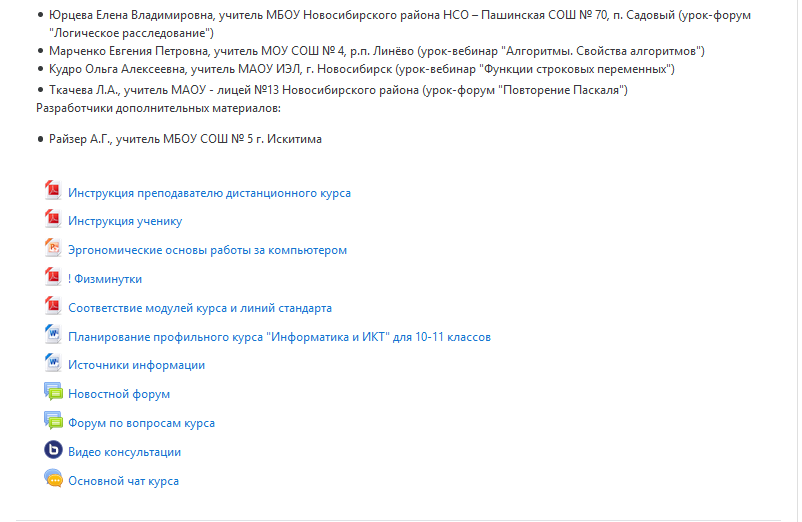 Юрцева Елена Владимировна, учитель МБОУ Новосибирского района НСО – Пашинская СОШ № 70, п. Садовый (урок-форум
"Логическое расследование")
Марченко Евгения Петровна, учитель МОУ СОШ № 4, р.п. Линёво (урок-вебинар "Алгоритмы. Свойства алгоритмов")
Кудро Ольга Алексеевна, учитель МАОУ ИЭЛ, г. Новосибирск (урок-вебинар "Функции строковых переменных")
Ткачева Л.А., учитель МАОУ - лицей №13 Новосибирского района (урок-форум "Повторение Паскаля")
Разработчики дополнительных материалов:
Райзер А.Г., учитель МБОУ СОШ № 5 г. Искитима
Инструкция преподавателю дистанционного курса
Инструкция ученику
Эргономические основы работы за компьютером
! Физминутки
Соответствие модулей курса и линий стандарта
Планирование профильного курса "Информатика и ИКТ" для 10-11 классов
Источники информации
Новостной форум
Форум по вопросам курса
Видео консультации
Основной чат курса